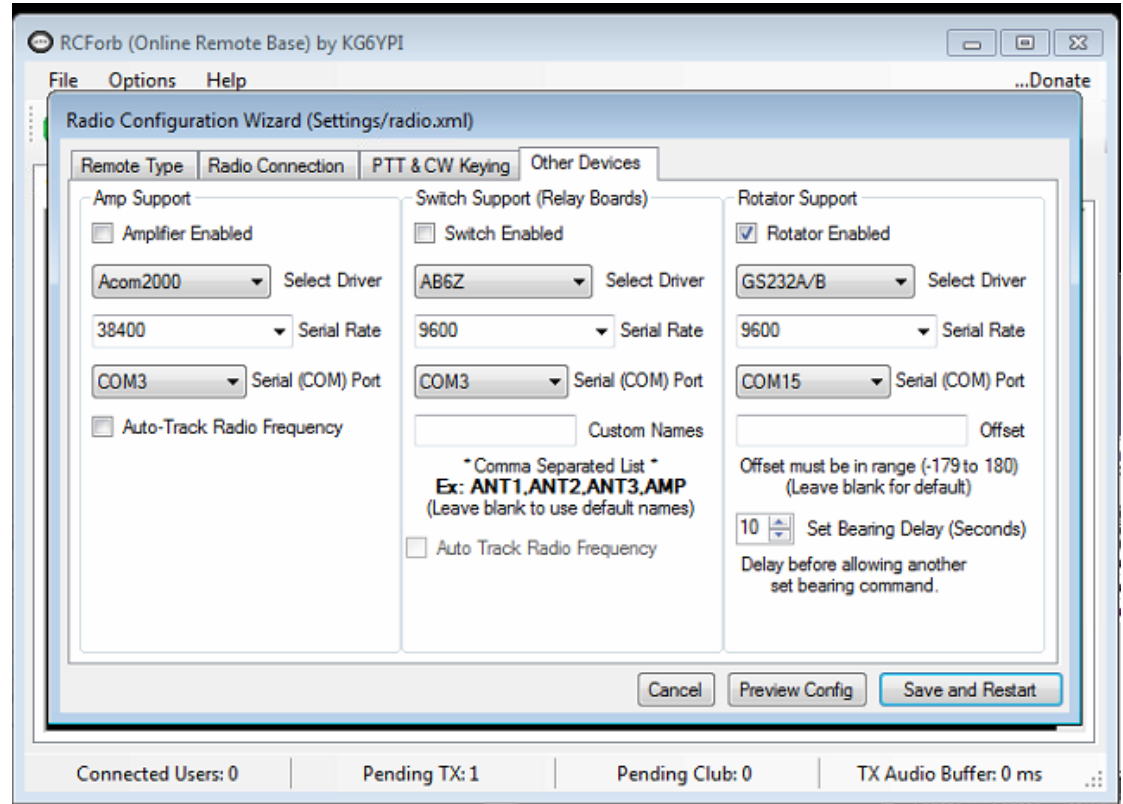 RCForb (Online Remote Base) by KG6YPI
File Options Help ...Donate
Radio Configuration Wizard (Settings/radio.xml)
Remote Type Radio Connection PTT & CW Keying Other Devices
Amp Support
Amplifier Enabled
Acom2000 Select Driver
38400 Serial Rate
COM3 Serial (COM) Port
Auto-Track Radio Frequency
Switch Support (Relay Boards)
Switch Enabled
AB6Z Select Driver
9600 Serial Rate
COM3 Serial (COM) Port
Custom Names
* Comma Separated List *
Ex: ANT1,ANT2,ANT3,AMP
(Leave blank to use default names)
Auto Track Radio Frequency
Rotator Support
Rotator Enabled
GS232A/B Select Driver
9600 Serial Rate
COM15 Serial (COM) Port
Offset
Offset must be in range (-179 to 180)
(Leave blank for default)
10 Set Bearing Delay (Seconds)
Delay before allowing another
set bearing command.
Cancel Preview Config Save and Restart
Connected Users: 0 Pending TX: 1 Pending Club: 0 TX Audio Buffer: 0 ms